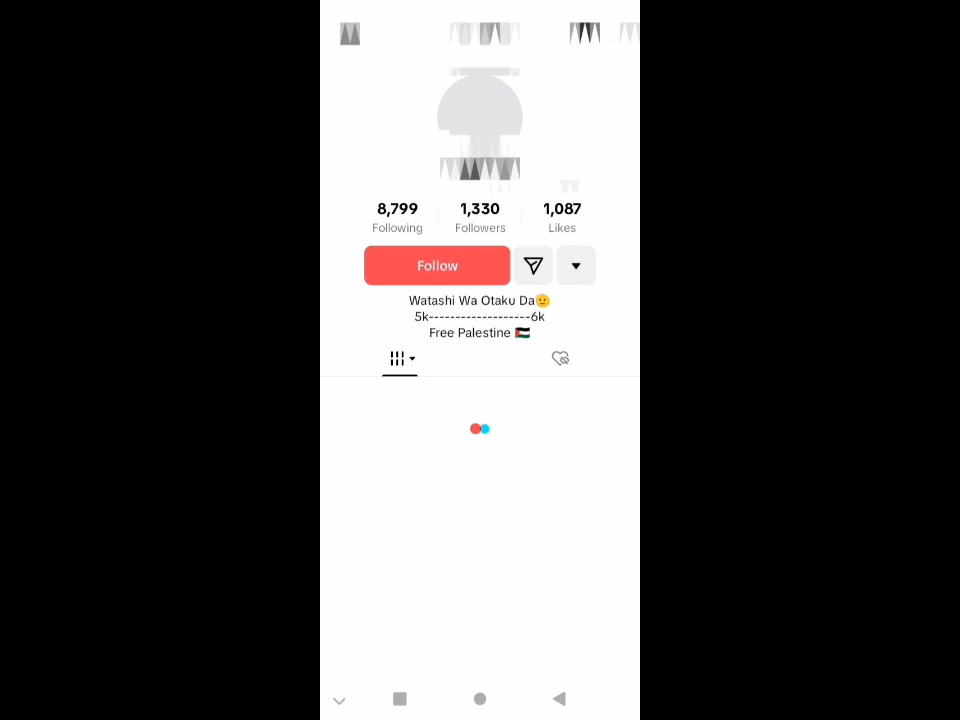 8,799 1,330 1,087
Following Followers Likes
Follow
Watashi Wa Otaku Da🫡
5k-------------------6k
Free Palestine 🇵🇸